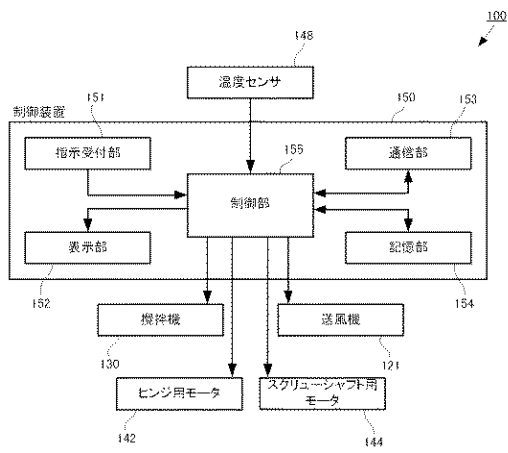 100
148
温度センサ
制御装置
151
150
153
指示受付部
155
通信部
制御部
表示部
記憶部
152
154
攪拌機
送風機
130
121
ヒンジ用モータ
スクリューシャフト用
モータ
142
144